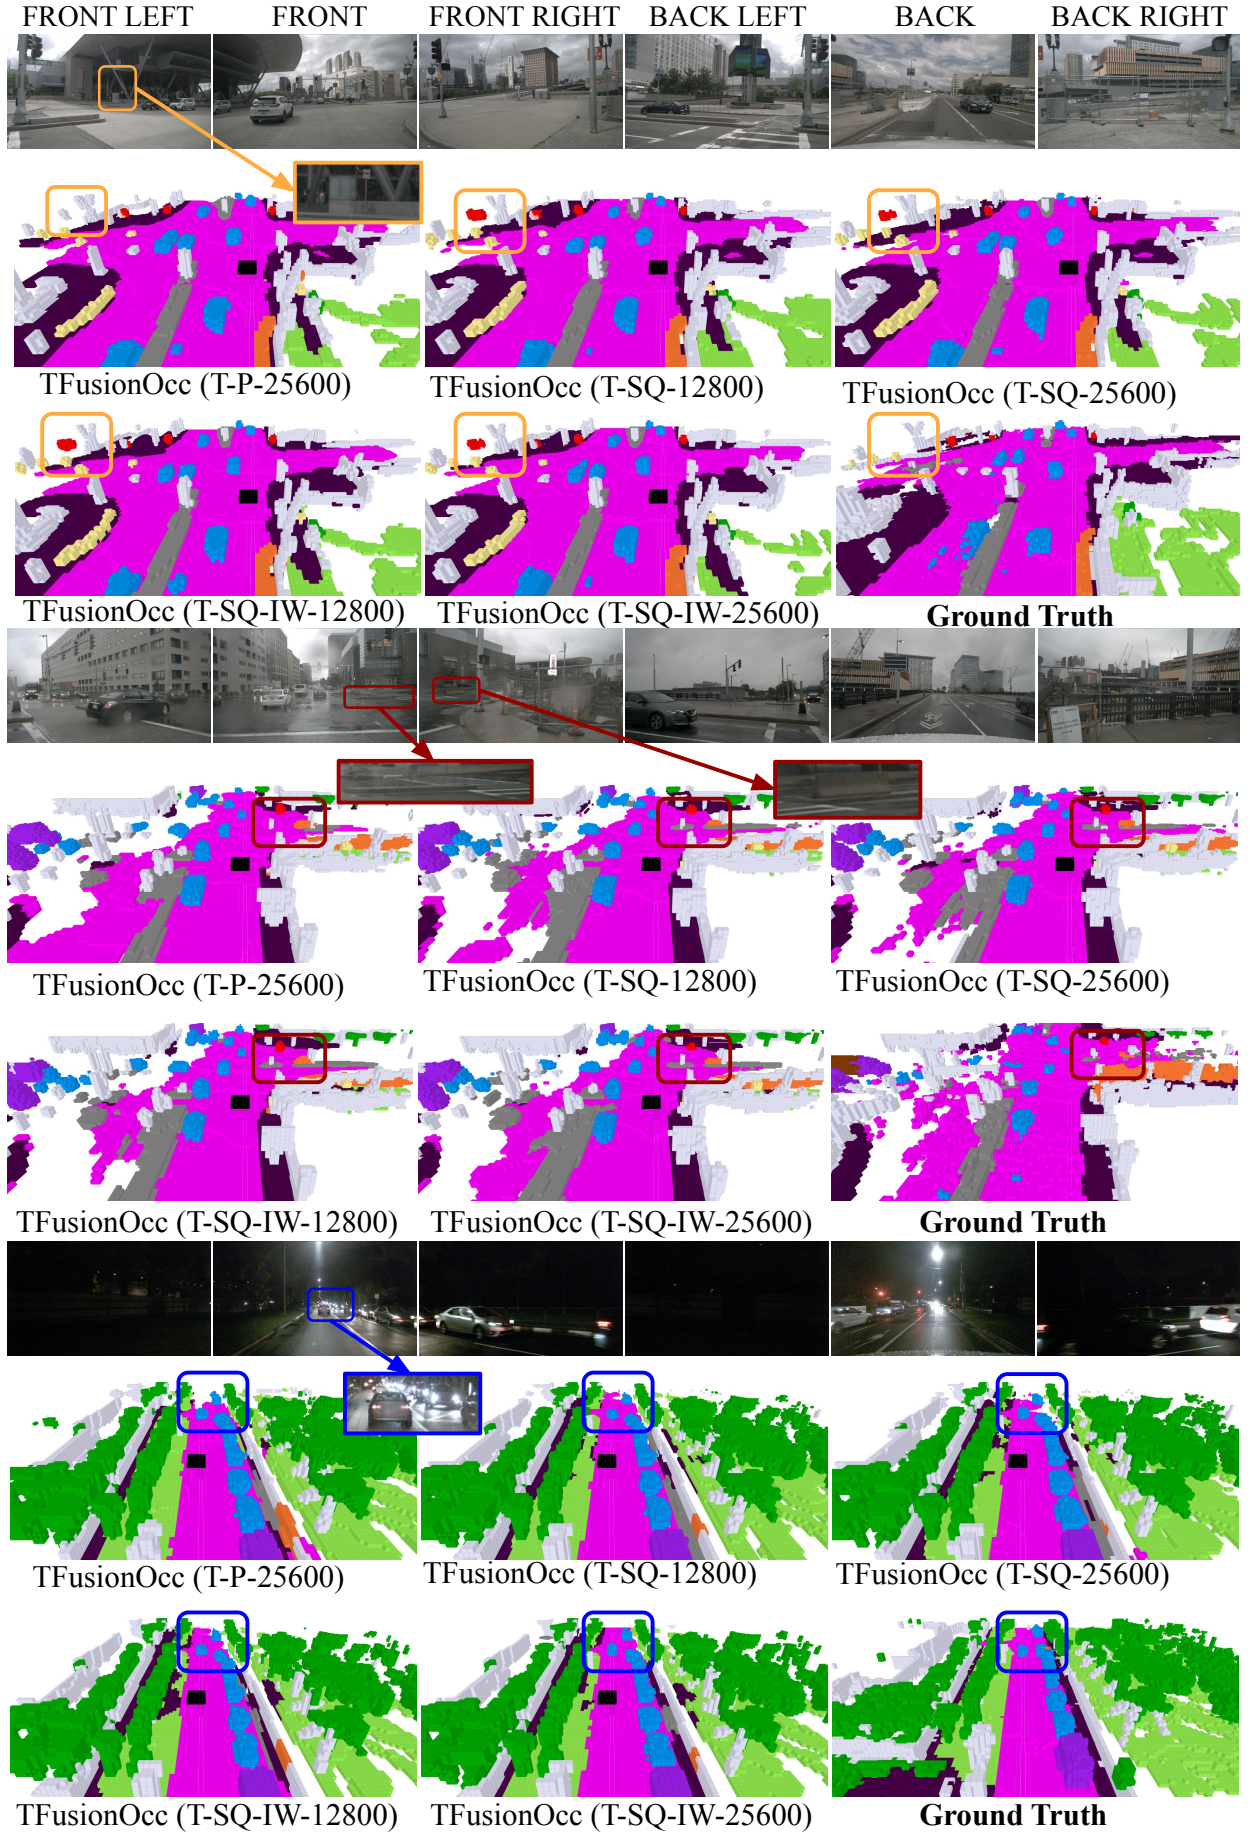 FRONT LEFT FRONT FRONT RIGHT BACK LEFT BACK BACK RIGHT
TFusionOcc (T-P-25600) TFusionOcc (T-SQ-12800) TFusionOcc (T-SQ-25600)
TFusionOcc (T-SQ-IW-12800) TFusionOcc (T-SQ-IW-25600) Ground Truth
TFusionOcc (T-P-25600) TFusionOcc (T-SQ-12800) TFusionOcc (T-SQ-25600)
TFusionOcc (T-SQ-IW-12800) TFusionOcc (T-SQ-IW-25600) Ground Truth
TFusionOcc (T-P-25600) TFusionOcc (T-SQ-12800) TFusionOcc (T-SQ-25600)
TFusionOcc (T-SQ-IW-12800) TFusionOcc (T-SQ-IW-25600) Ground Truth